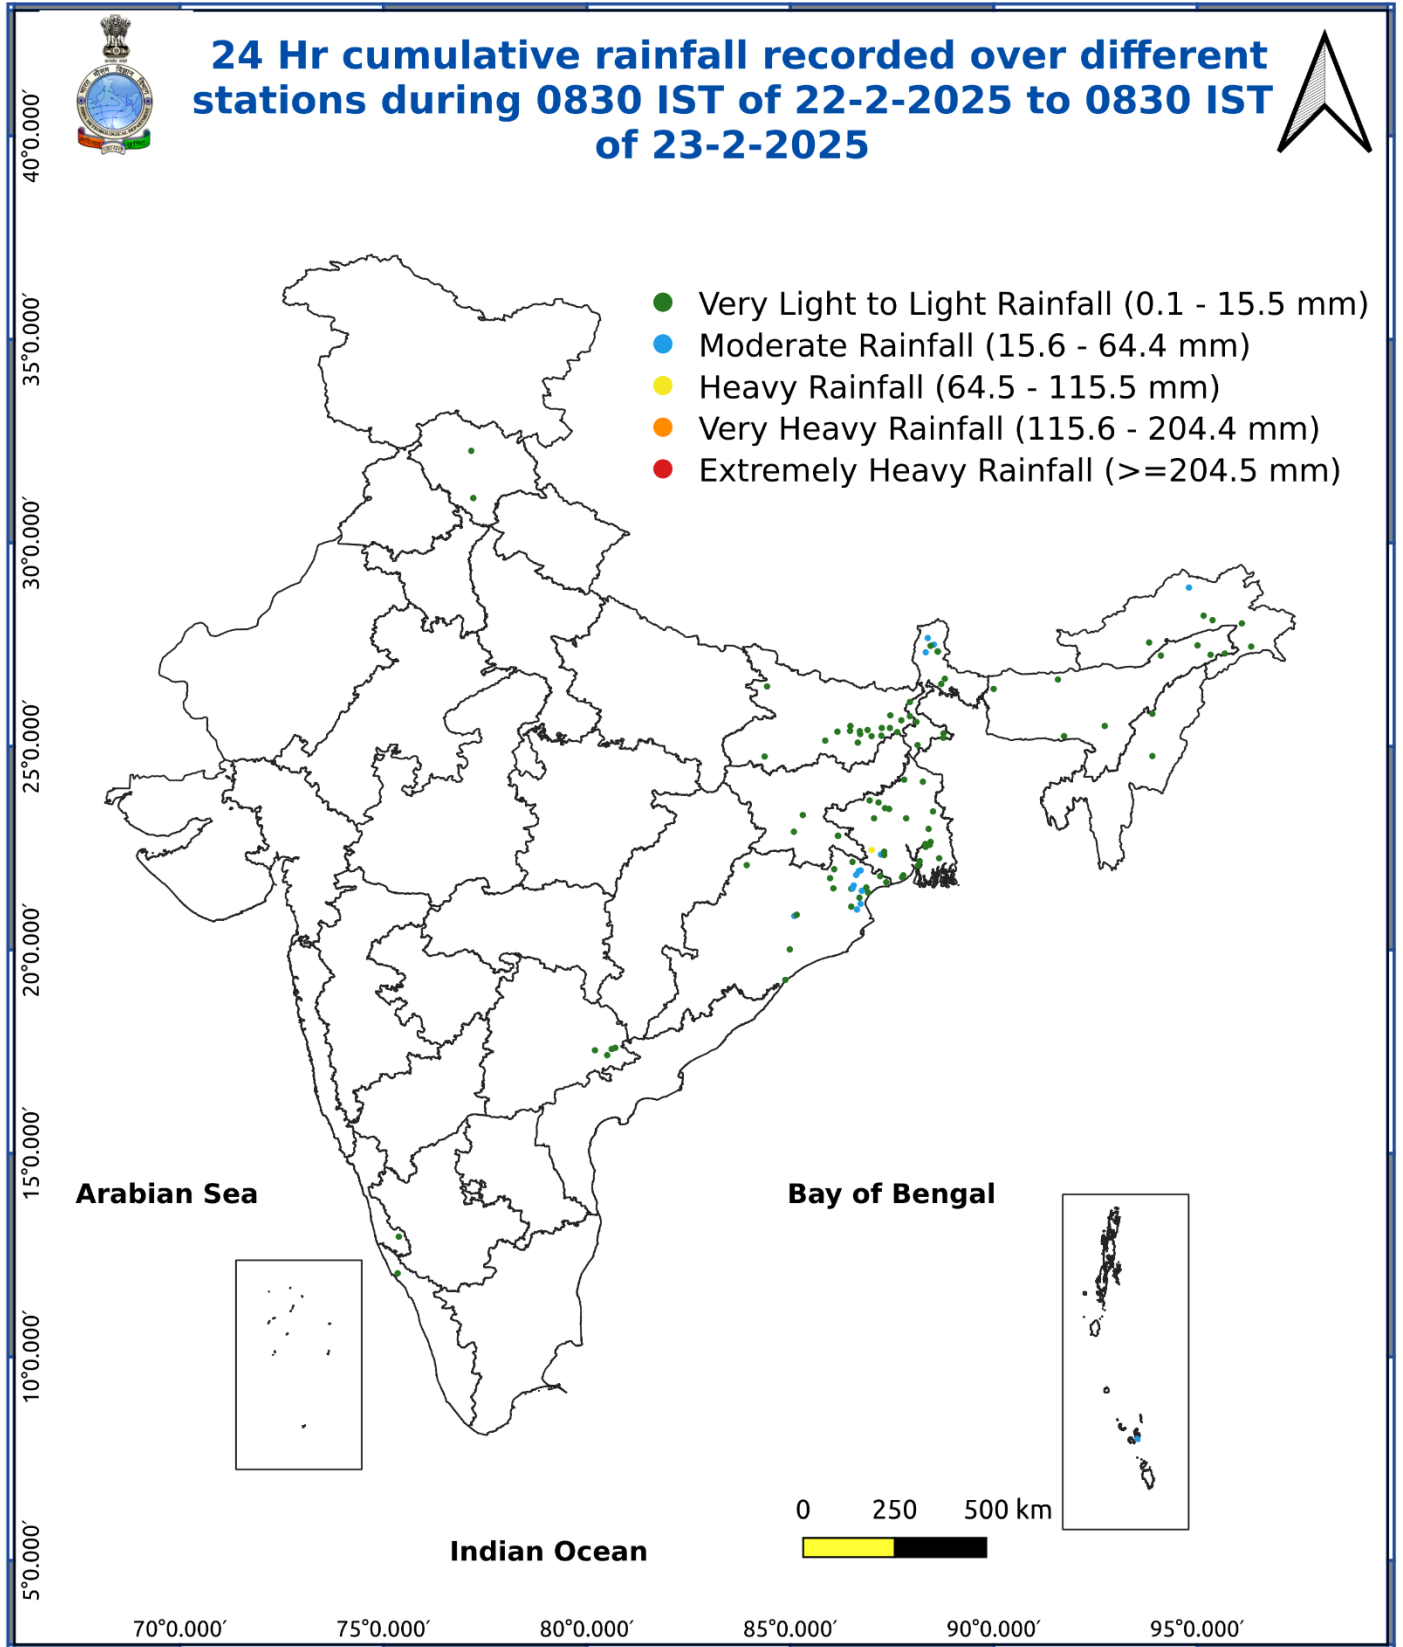 24 Hr cumulative rainfall recorded over different
stations during 0830 IST of 22-2-2025 to 0830 IST
of 23-2-2025
Very Light to Light Rainfall (0.1 - 15.5 mm)
Moderate Rainfall (15.6 - 64.4 mm)
Heavy Rainfall (64.5 - 115.5 mm)
Very Heavy Rainfall (115.6 - 204.4 mm)
Extremely Heavy Rainfall (>=204.5 mm)
40°0.000′
35°0.000′
30°0.000′
25°0.000′
20°0.000′
15°0.000′
10°0.000′
5°0.000′
Arabian Sea
Bay of Bengal
Indian Ocean
0 250 500 km
70°0.000′ 75°0.000′ 80°0.000′ 85°0.000′ 90°0.000′ 95°0.000′